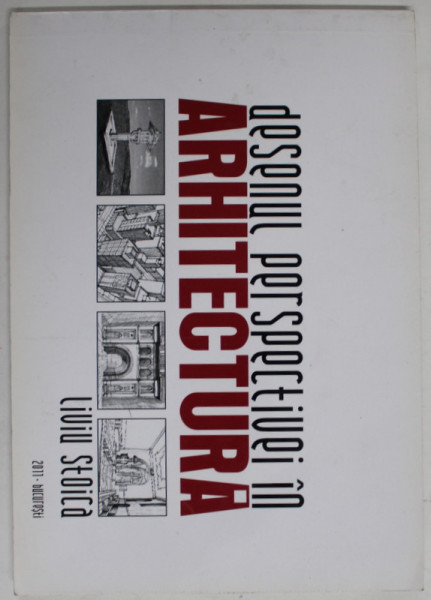 desenul perspectivei în
ARHITECTURĂ
liviu stoica
2011 - bucurești